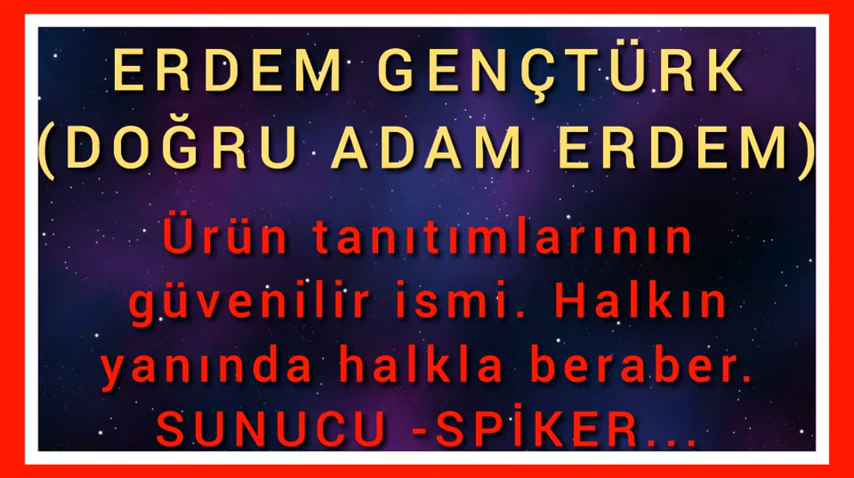 ERDEM GENÇTÜRK
(DOĞRU ADAM ERDEM)
Ürün tanıtımlarının
güvenilir ismi. Halkın
yanında halkla beraber.
SUNUCU -SPİKER...